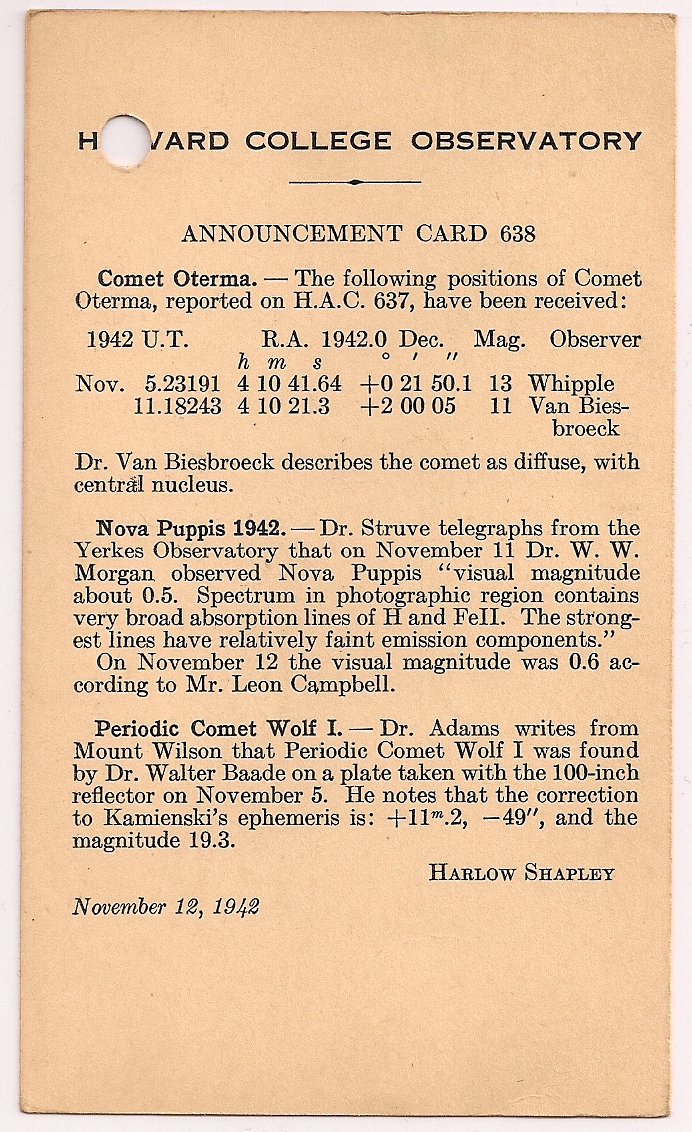 H VARD COLLEGE OBSERVATORY
ANNOUNCEMENT CARD 638
Comet Oterma. — The following positions of Comet
Oterma, reported on H.A.C. 637, have been received:
1942 U.T. R.A. 1942.0 Dec. Mag. Observer
h m s ° ′ ″
Nov. 5.23191 4 10 41.64 +0 21 50.1 13 Whipple
11.18243 4 10 21.3 +2 00 05 11 Van Bies-
broeck
Dr. Van Biesbroeck describes the comet as diffuse, with
central nucleus.
Nova Puppis 1942. — Dr. Struve telegraphs from the
Yerkes Observatory that on November 11 Dr. W. W.
Morgan observed Nova Puppis “visual magnitude
about 0.5. Spectrum in photographic region contains
very broad absorption lines of H and FeII. The strong-
est lines have relatively faint emission components.”
On November 12 the visual magnitude was 0.6 ac-
cording to Mr. Leon Campbell.
Periodic Comet Wolf I. — Dr. Adams writes from
Mount Wilson that Periodic Comet Wolf I was found
by Dr. Walter Baade on a plate taken with the 100-inch
reflector on November 5. He notes that the correction
to Kamienski's ephemeris is: +11ᵐ.2, −49″, and the
magnitude 19.3.
HARLOW SHAPLEY
November 12, 1942